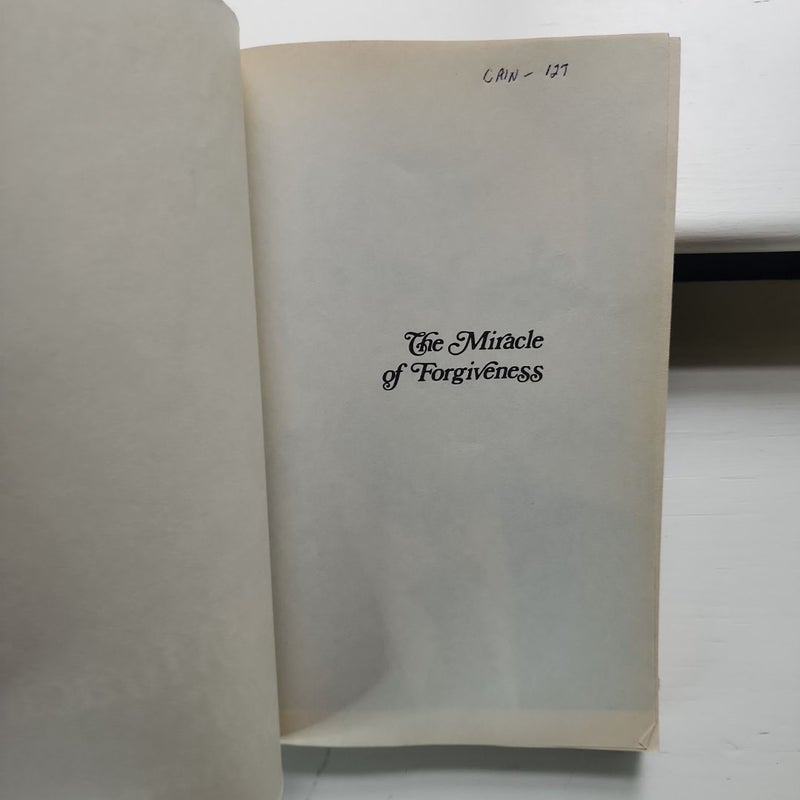 CAIN - 127
The Miracle
of Forgiveness